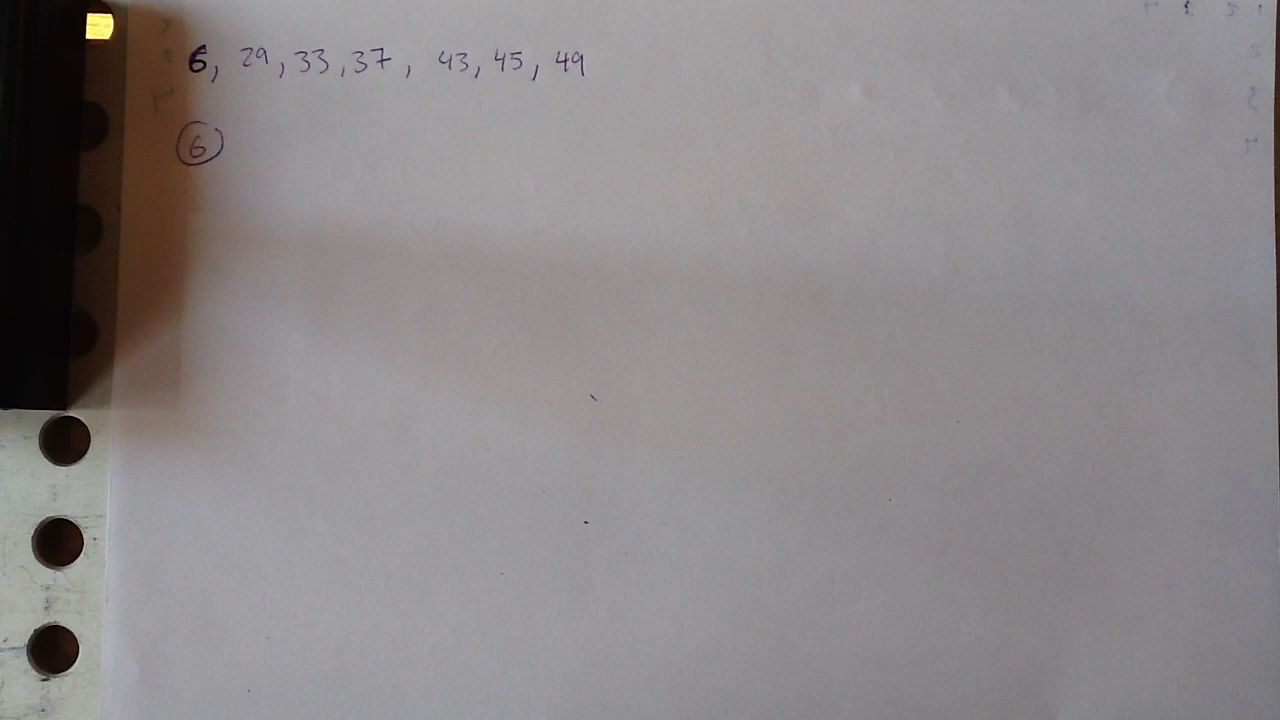 6, 29, 33, 37, 43, 45, 49
6